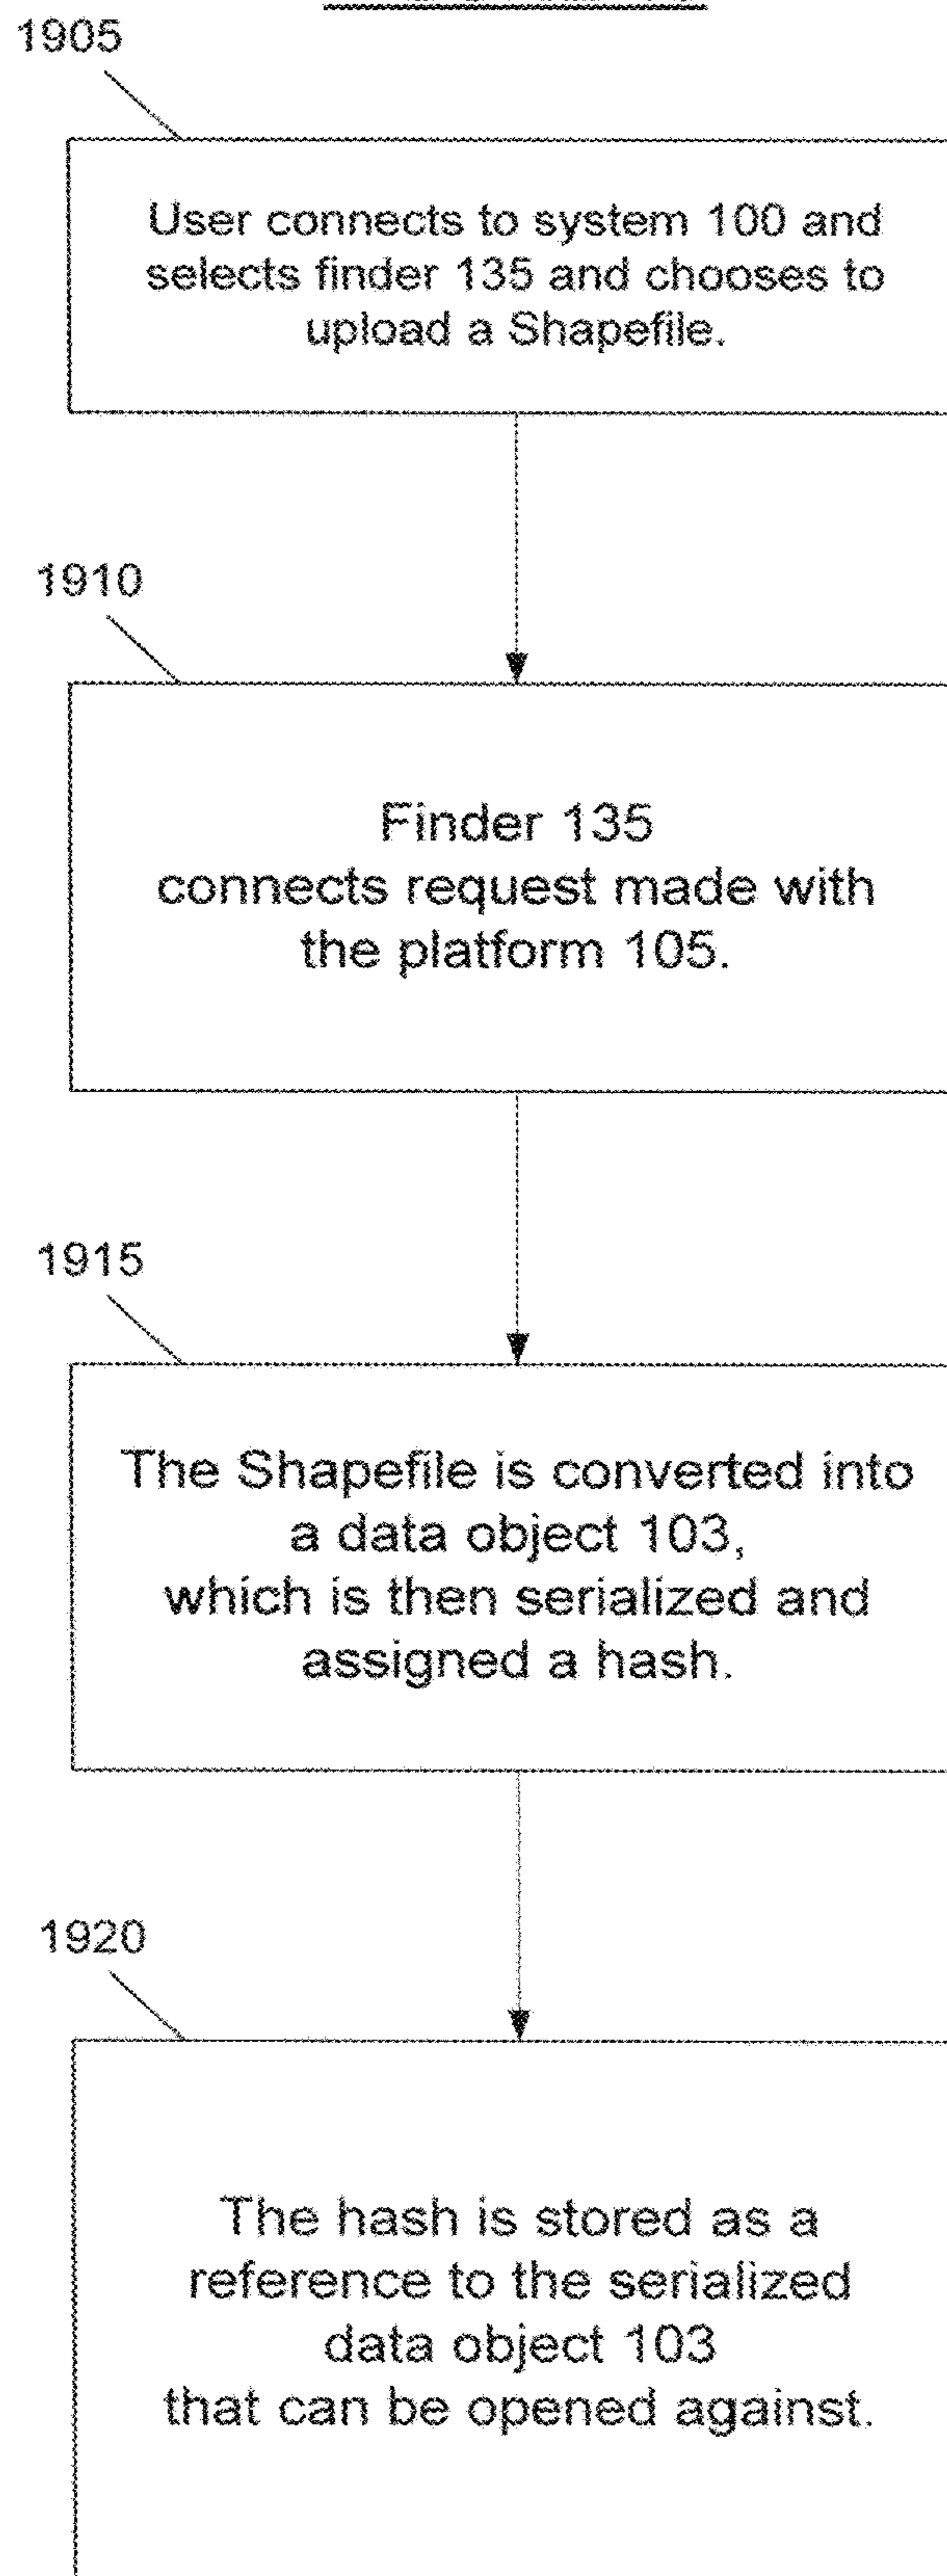 1905
User connects to system 100 and
selects finder 135 and chooses to
upload a Shapefile.
1910
Finder 135
connects request made with
the platform 105.
1915
The Shapefile is converted into
a data object 103,
which is then serialized and
assigned a hash.
1920
The hash is stored as a
reference to the serialized
data object 103
that can be opened against.